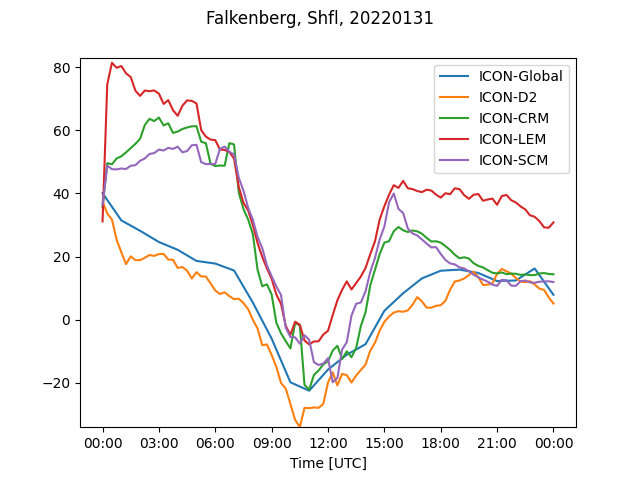 Falkenberg, Shfl, 20220131
80
60
40
20
0
−20
ICON-Global
ICON-D2
ICON-CRM
ICON-LEM
ICON-SCM
00:00 03:00 06:00 09:00 12:00 15:00 18:00 21:00 00:00
Time [UTC]